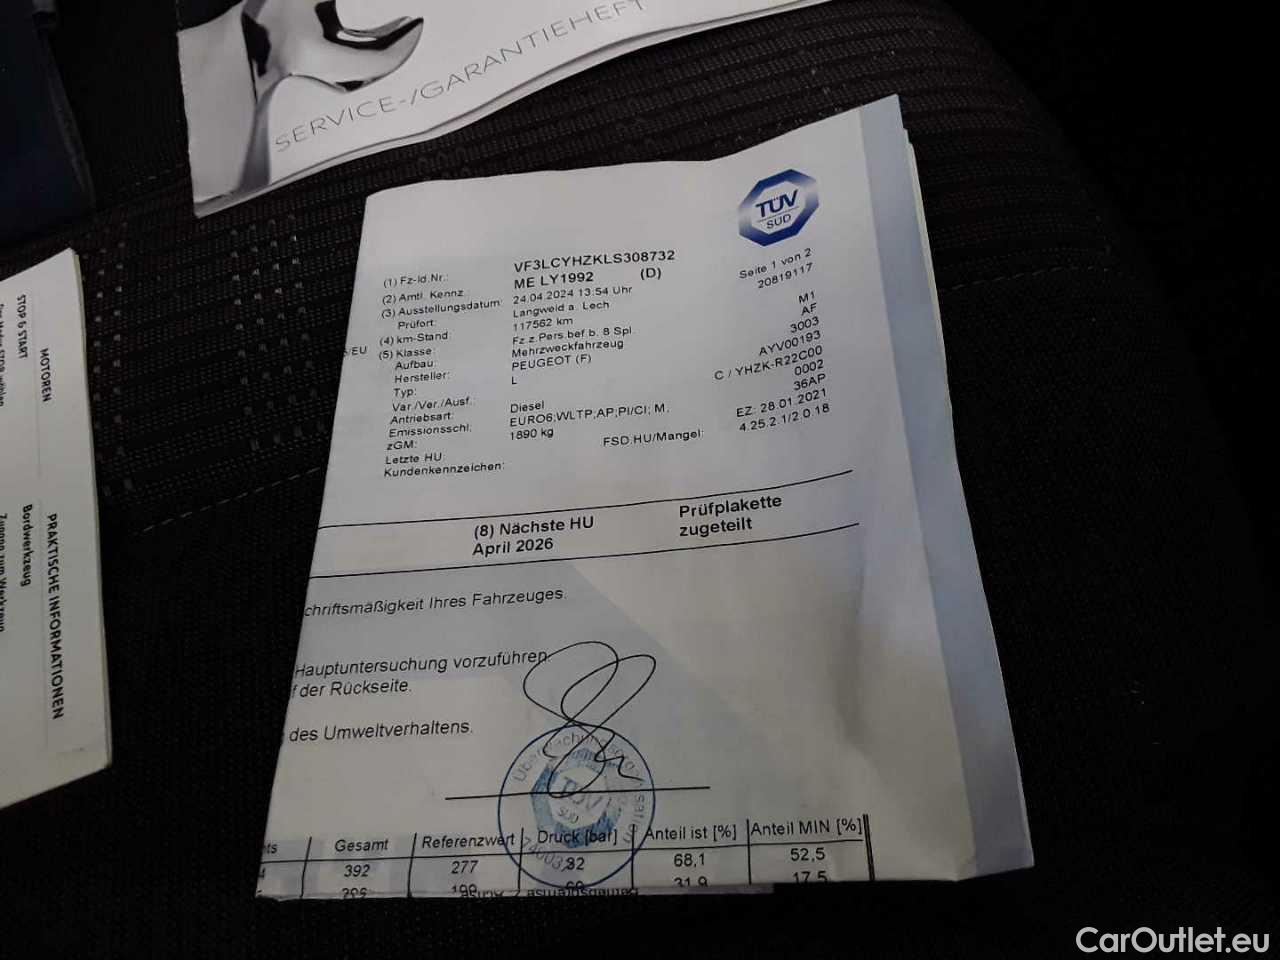 SERVICE-/GARANTIEHEFT
TÜV
SÜD
Seite 1 von 2
20819117
(1) Fz-Id.Nr.: VF3LCYHZKLS308732
(2) Amtl. Kennz.: ME LY1992 (D)
(3) Ausstellungsdatum: 24.04.2024 13:54 Uhr
Prüfort: Langweid a. Lech
(4) km-Stand: 117562 km
/EU (5) Klasse: Fz.z.Pers.bef.b. 8 Spl. M1
Aufbau: Mehrzweckfahrzeug AF
Hersteller: PEUGEOT (F) 3003
Typ: L AYV00193
Var./Ver./Ausf.: C / YHZK-R22C00
Antriebsart: Diesel 0002
Emissionsschl.: EURO6;WLTP;AP;PI/CI; M, 36AP
zGM: 1890 kg EZ: 28.01.2021
Letzte HU: FSD.HU/Mangel: 4.25.2.1/2.0.18
Kundenkennzeichen:
(8) Nächste HU Prüfplakette
April 2026 zugeteilt
chriftsmäßigkeit Ihres Fahrzeuges.
Hauptuntersuchung vorzuführen.
f der Rückseite.
des Umweltverhaltens.
TÜV
SÜD
Gesamt Referenzwert Druck [bar] Anteil ist [%] Anteil MIN [%]
392 277 32 68,1 52,5
31,9 17,5
MOTOREN
STOP & START
PRAKTISCHE INFORMATIONEN
Bordwerkzeug
CarOutlet.eu